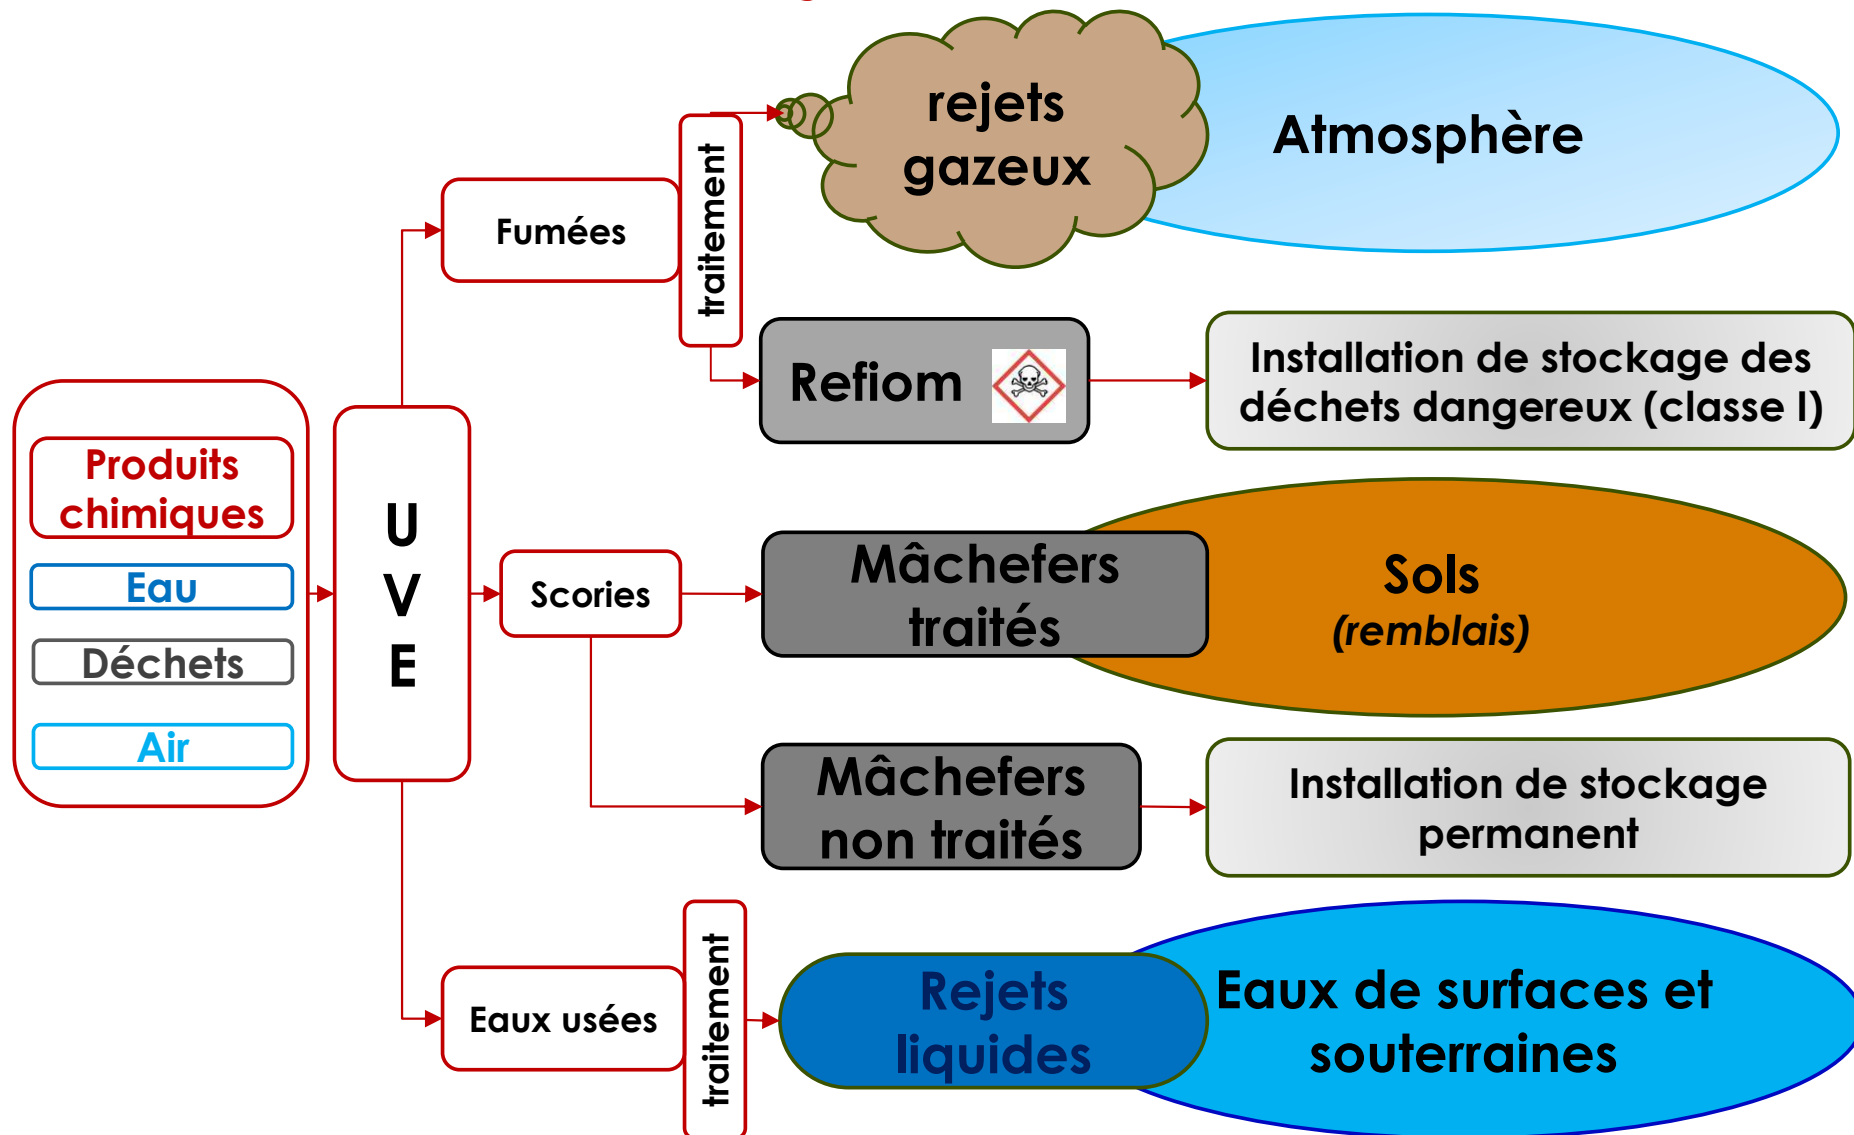 Produits
chimiques
Eau
Déchets
Air
U
V
E
Fumées
traitement
rejets
gazeux
Atmosphère
Refiom
Installation de stockage des
déchets dangereux (classe I)
Scories
Mâchefers
traités
Sols
(remblais)
Mâchefers
non traités
Installation de stockage
permanent
Eaux usées
traitement
Rejets
liquides
Eaux de surfaces et
souterraines